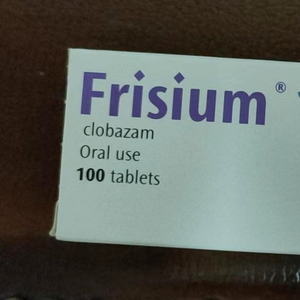 Frisium®
clobazam
Oral use
100 tablets